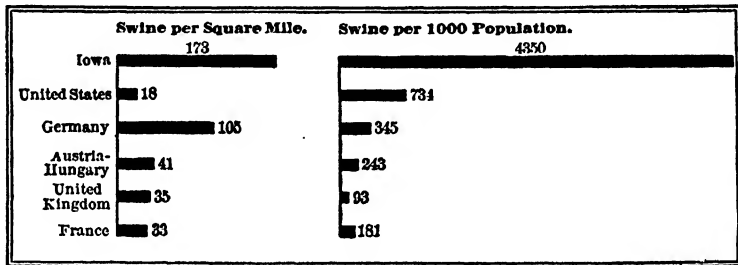 Swine per Square Mile. Swine per 1000 Population.
Iowa 173 4350
United States 18 734
Germany 105 345
Austria-
Hungary 41 243
United
Kingdom 35 93
France 33 181